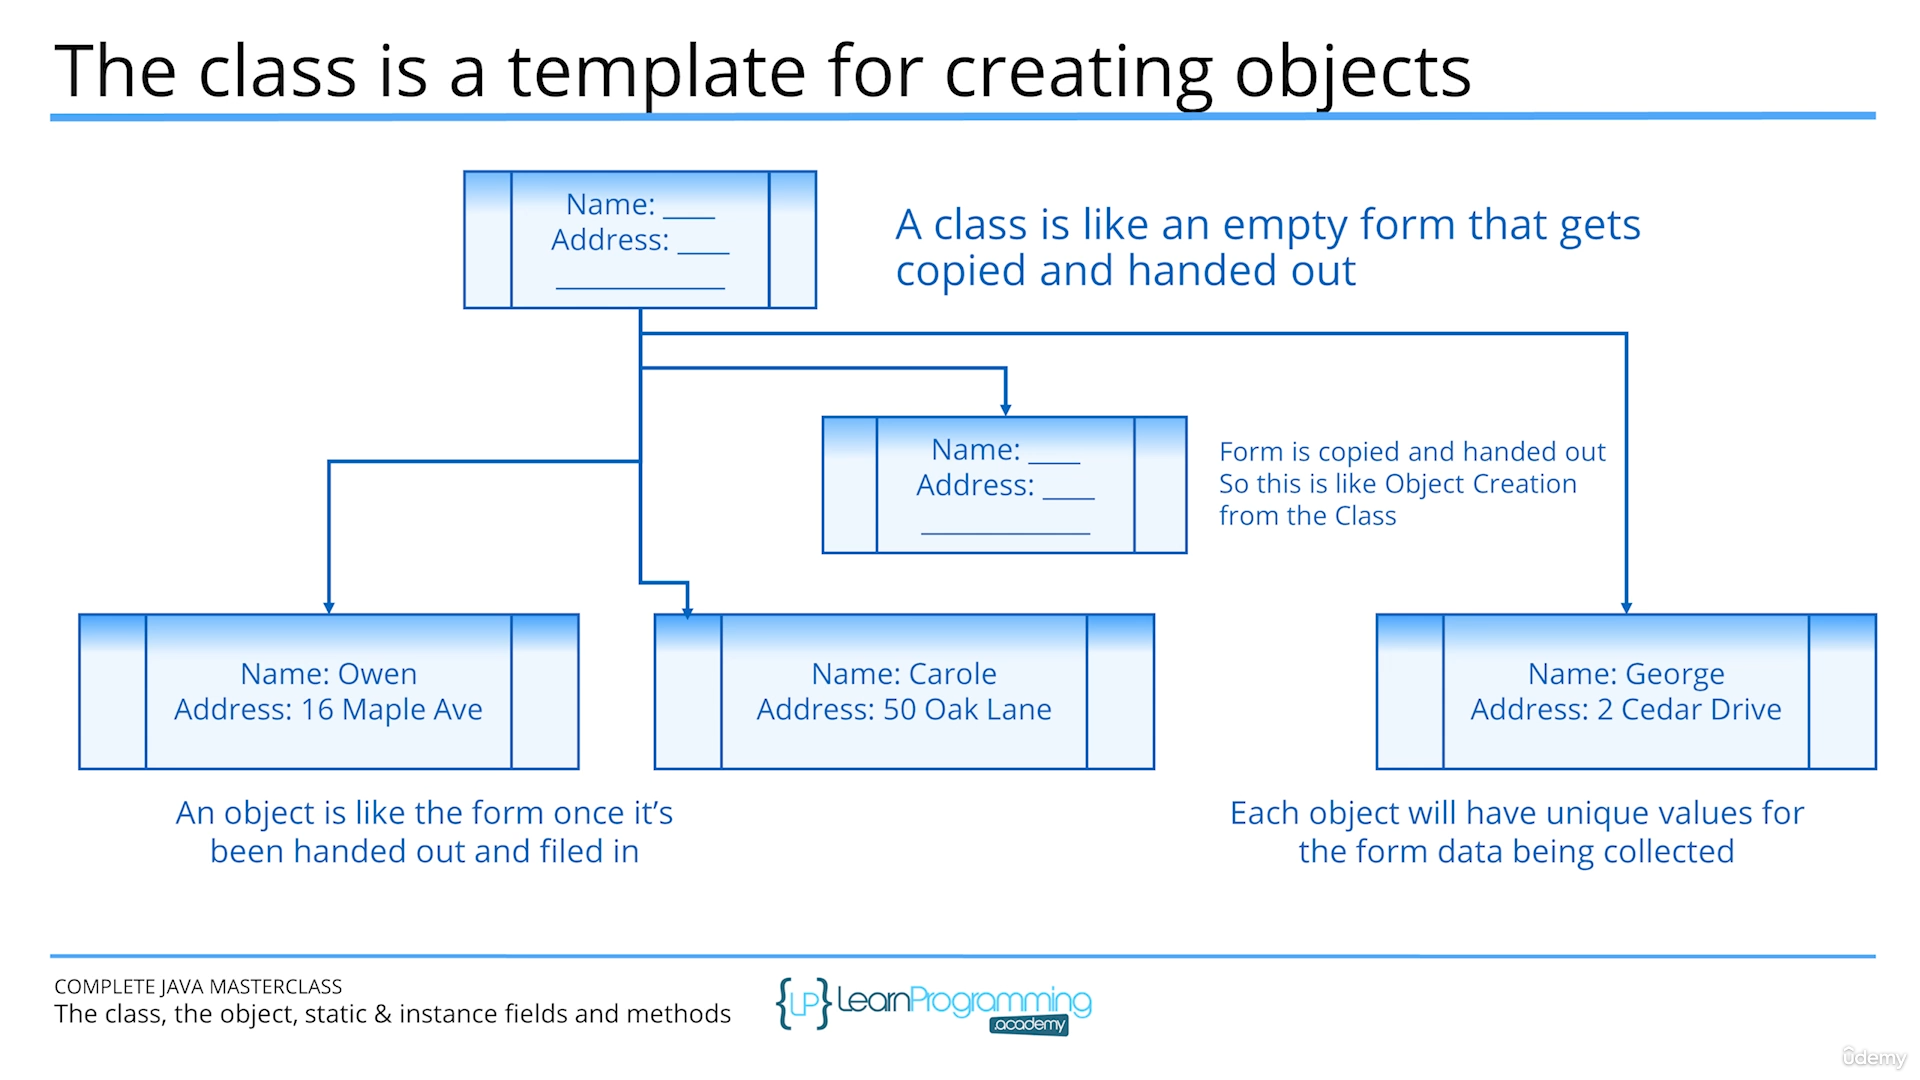 The class is a template for creating objects
Name: ____
Address: ____
_____________
A class is like an empty form that gets
copied and handed out
Name: ____
Address: ____
_____________
Form is copied and handed out
So this is like Object Creation
from the Class
Name: Owen
Address: 16 Maple Ave
Name: Carole
Address: 50 Oak Lane
Name: George
Address: 2 Cedar Drive
An object is like the form once it’s
been handed out and filed in
Each object will have unique values for
the form data being collected
COMPLETE JAVA MASTERCLASS
The class, the object, static & instance fields and methods
{LP} LearnProgramming
.academy
ûdemy